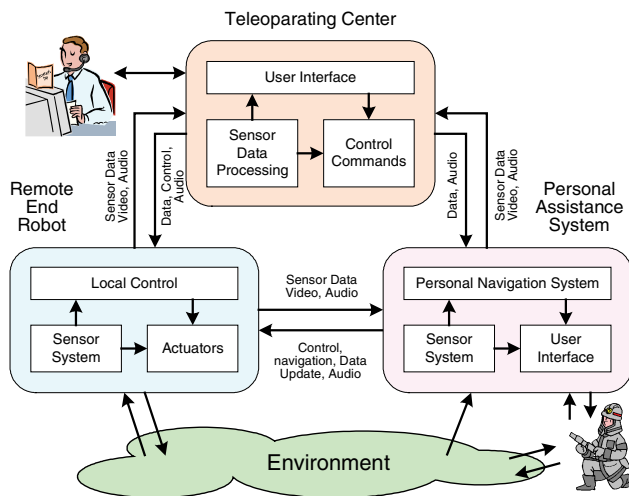 Teleoparating Center
User Interface
Sensor
Data
Processing
Control
Commands
Sensor Data
Video, Audio
Data, Control,
Audio
Data, Audio
Sensor Data
Video, Audio
Remote
End
Robot
Personal
Assistance
System
Local Control
Sensor
System
Actuators
Sensor Data
Video, Audio
Control,
navigation, Data
Update, Audio
Personal Navigation System
Sensor
System
User
Interface
Environment